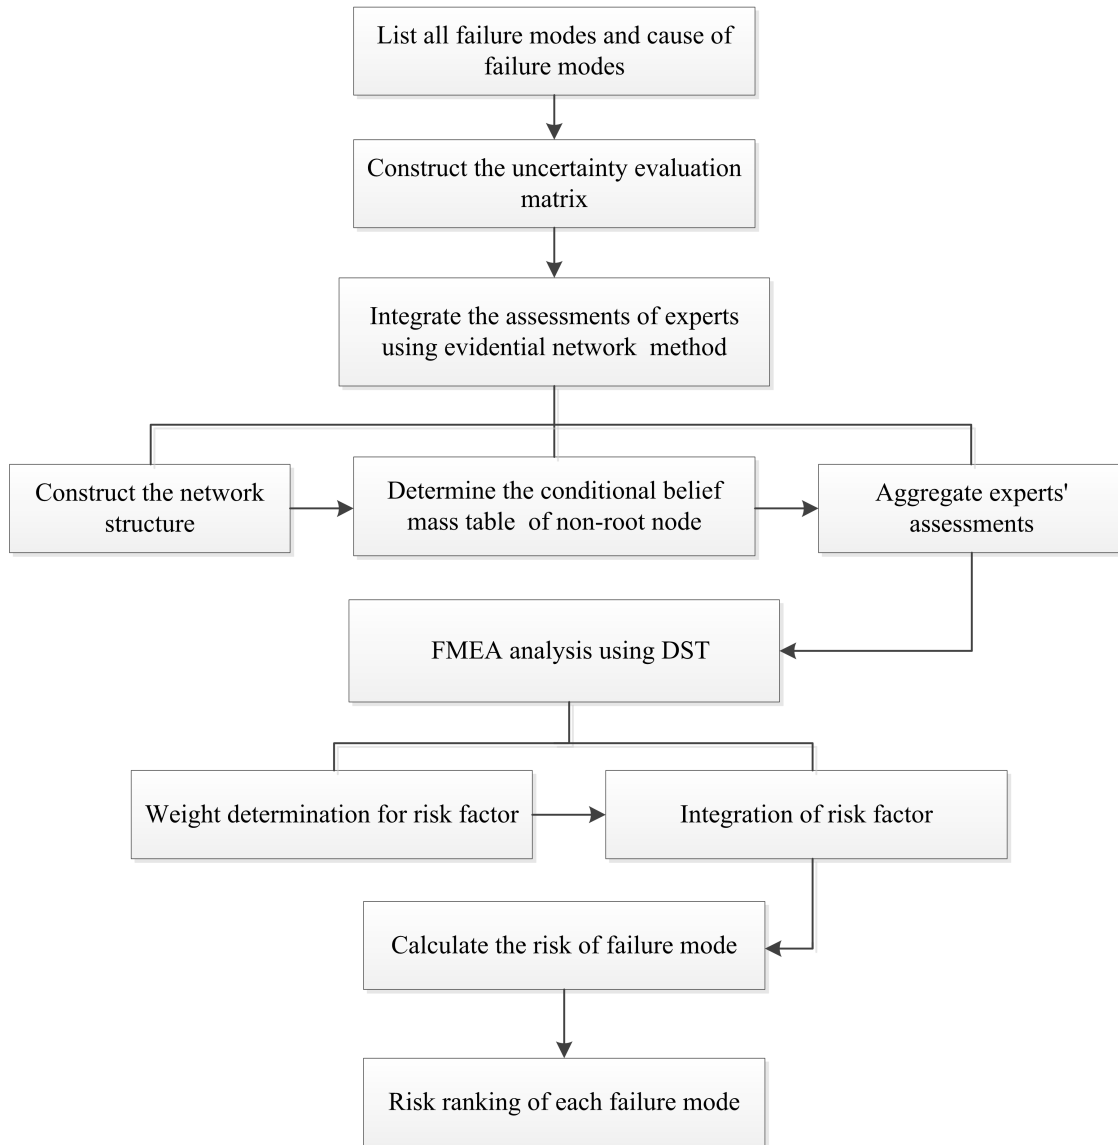 List all failure modes and cause of
failure modes
Construct the uncertainty evaluation
matrix
Integrate the assessments of experts
using evidential network method
Construct the network
structure
Determine the conditional belief
mass table of non-root node
Aggregate experts'
assessments
FMEA analysis using DST
Weight determination for risk factor
Integration of risk factor
Calculate the risk of failure mode
Risk ranking of each failure mode